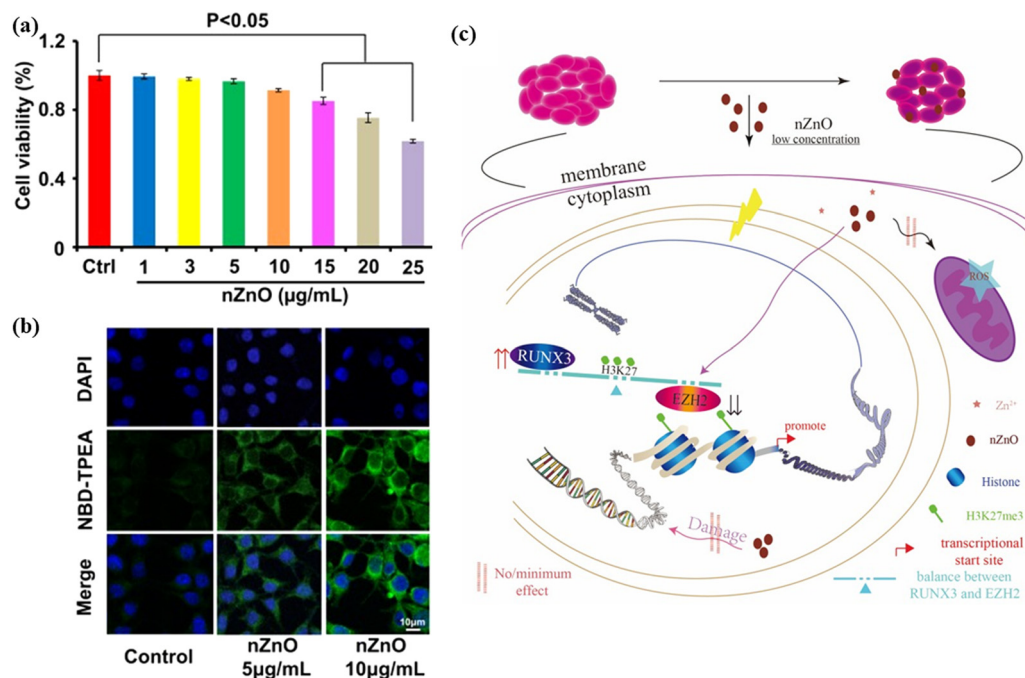 (a)
P<0.05
Cell viability (%)
1.2
0.8
0.4
0
Ctrl 1 3 5 10 15 20 25
nZnO (µg/mL)
(b)
DAPI
NBD-TPEA
Merge
10µm
Control
nZnO
5µg/mL
nZnO
10µg/mL
(c)
nZnO
low concentration
membrane
cytoplasm
ROS
RUNX3
H3K27
EZH2
promote
Damage
No/minimum
effect
Zn²⁺
nZnO
Histone
H3K27me3
transcriptional
start site
balance between
RUNX3 and EZH2